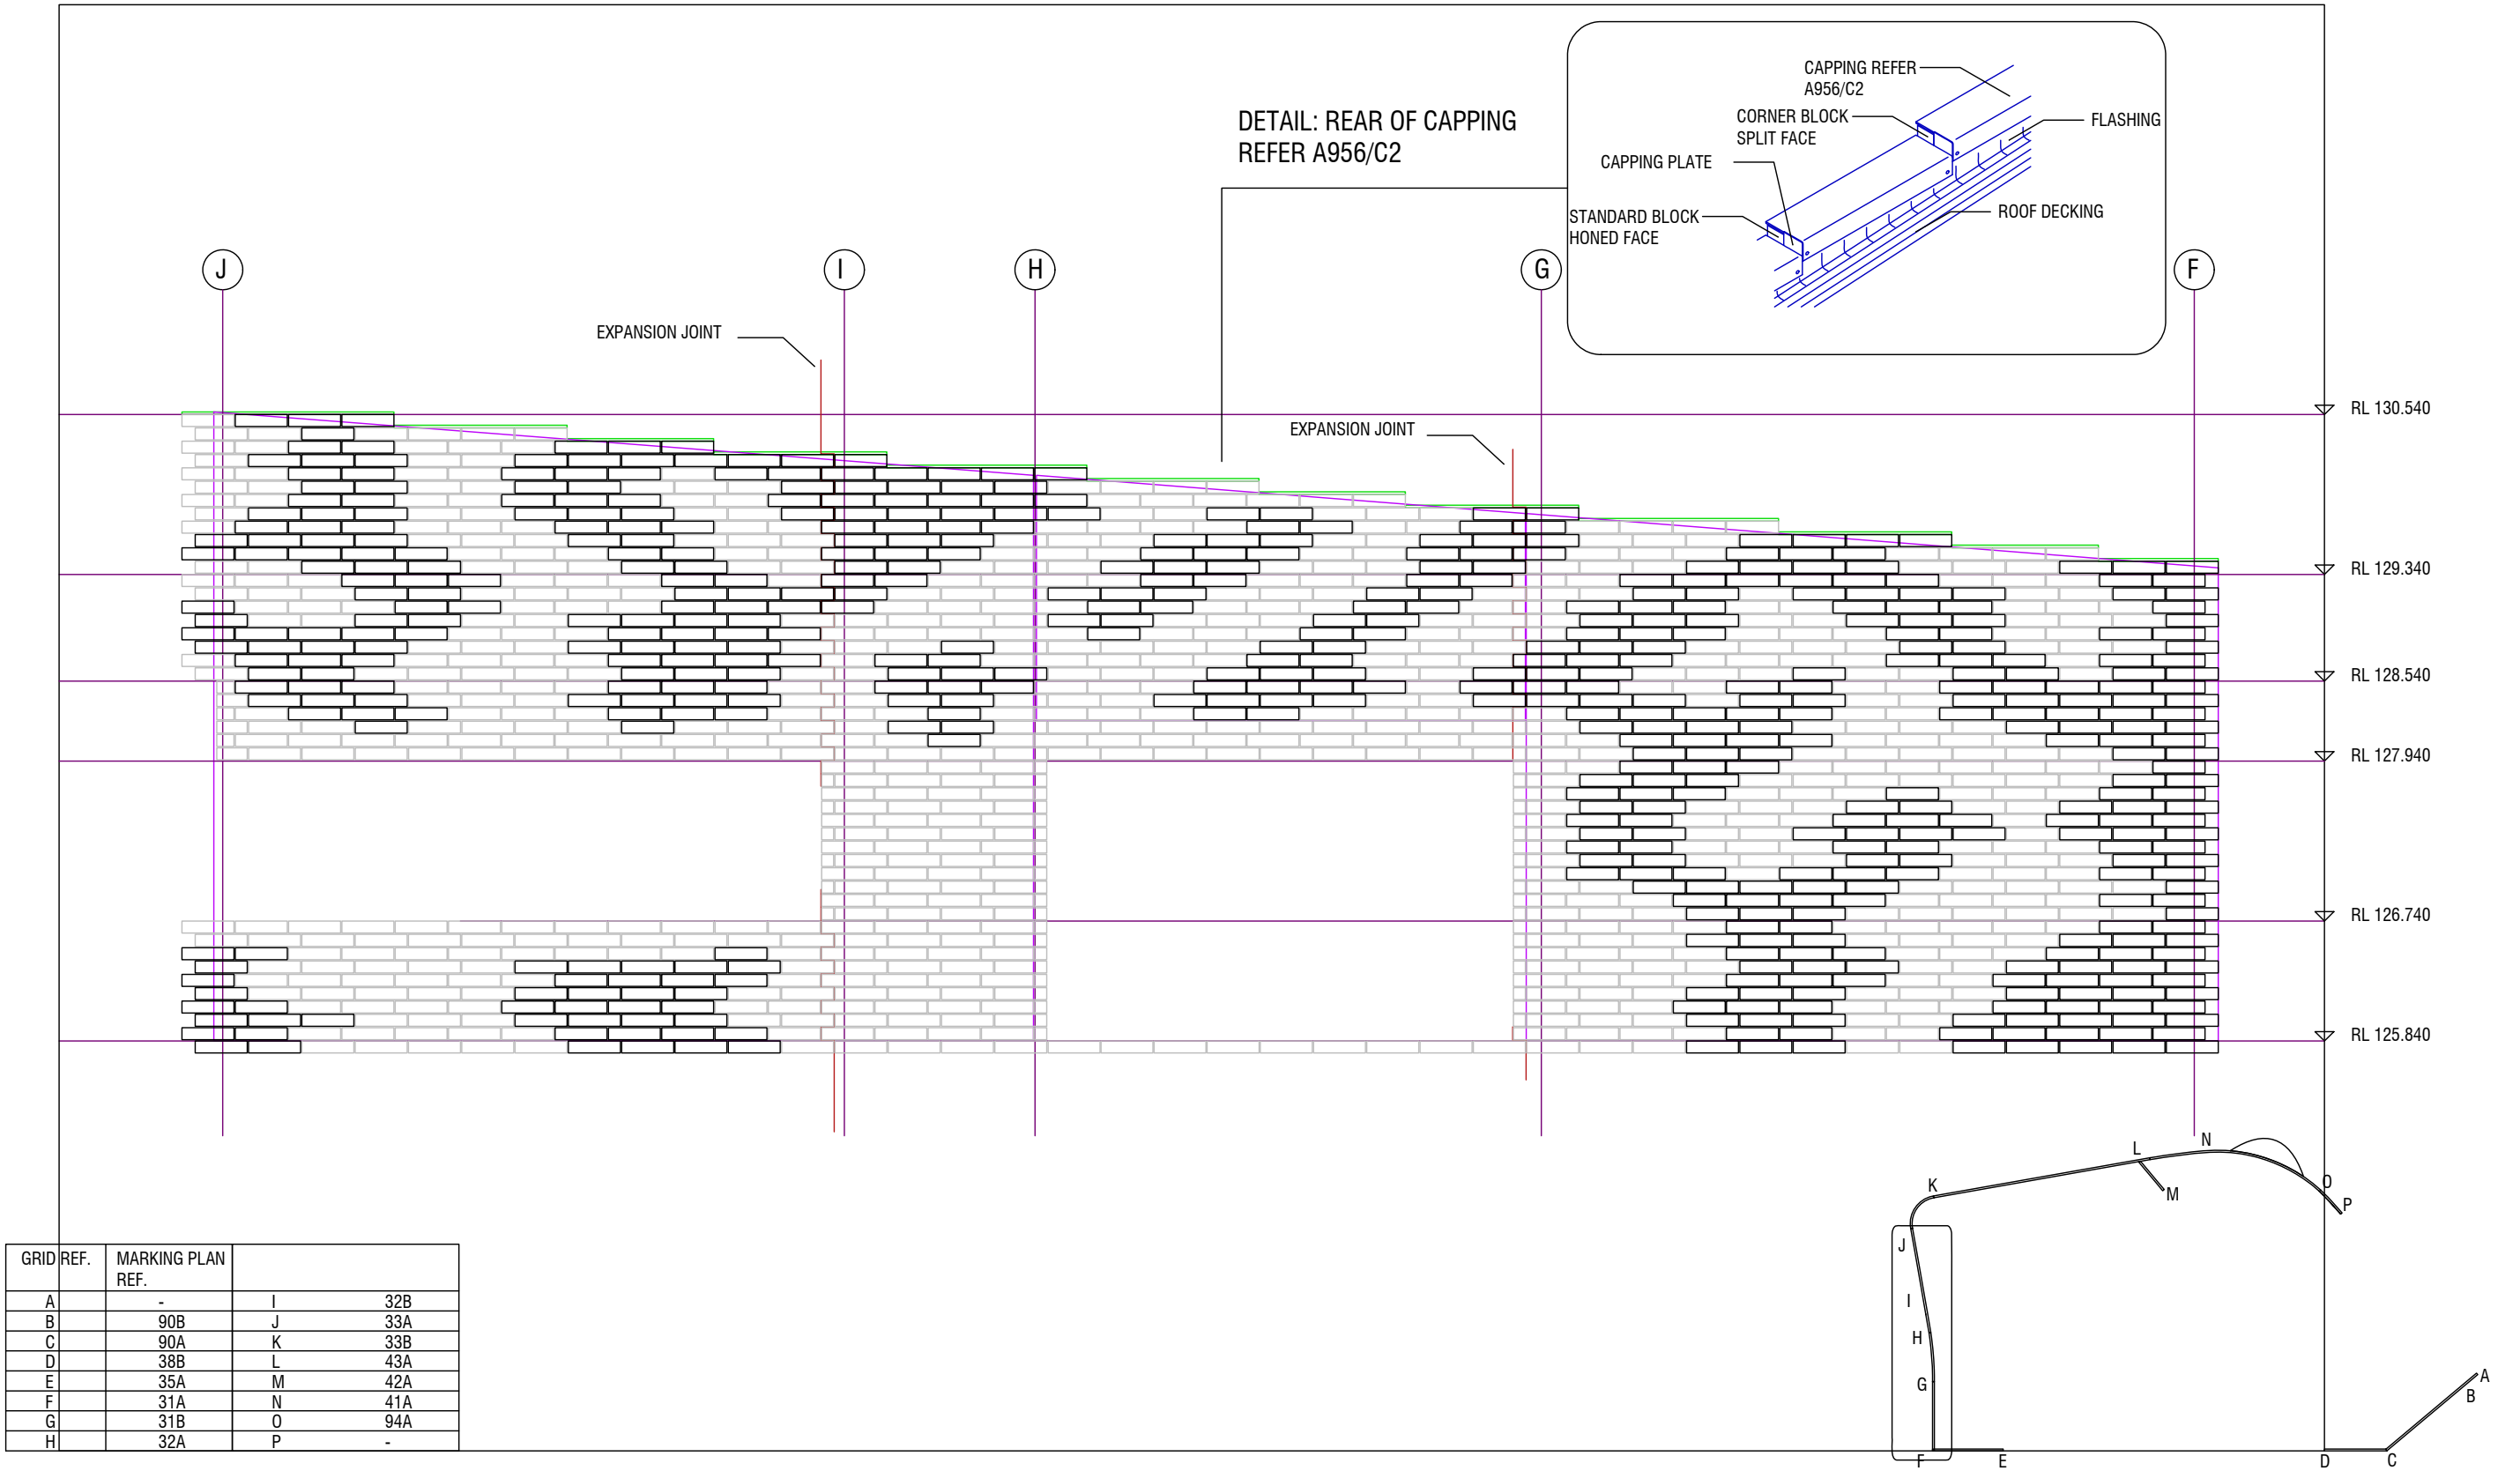 CAPPING REFER
A956/C2
CORNER BLOCK
SPLIT FACE
FLASHING
CAPPING PLATE
STANDARD BLOCK
HONED FACE
ROOF DECKING
DETAIL: REAR OF CAPPING
REFER A956/C2
J
I
H
G
F
EXPANSION JOINT
EXPANSION JOINT
RL 130.540
RL 129.340
RL 128.540
RL 127.940
RL 126.740
RL 125.840
GRID REF. MARKING PLAN
REF.
A - I 32B
B 90B J 33A
C 90A K 33B
D 38B L 43A
E 35A M 42A
F 31A N 41A
G 31B O 94A
H 32A P -
N
L
K
M
O
P
J
I
H
G
F
E
D
C
B
A